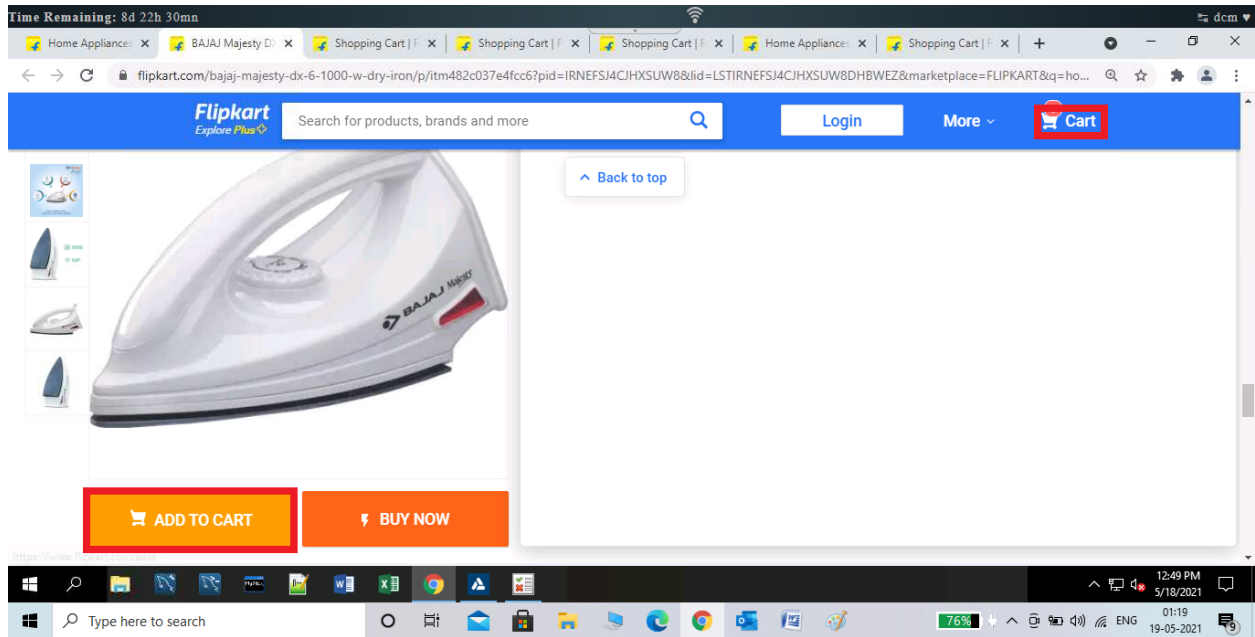 Time Remaining: 8d 22h 30mn
dcm
Home Appliances
BAJAJ Majesty D
Shopping Cart | F
Shopping Cart | F
Shopping Cart | F
Home Appliances
Shopping Cart | F
flipkart.com/bajaj-majesty-dx-6-1000-w-dry-iron/p/itm482c037e4fcc6?pid=IRNEFSJ4CJHXSUW8&lid=LSTIRNEFSJ4CJHXSUW8DHBWEZ&marketplace=FLIPKART&q=ho...
Flipkart
Explore Plus
Search for products, brands and more
Login
More
Cart
Back to top
BAJAJ Majesty
ADD TO CART
BUY NOW
12:49 PM
5/18/2021
Type here to search
76%
ENG
01:19
19-05-2021
9